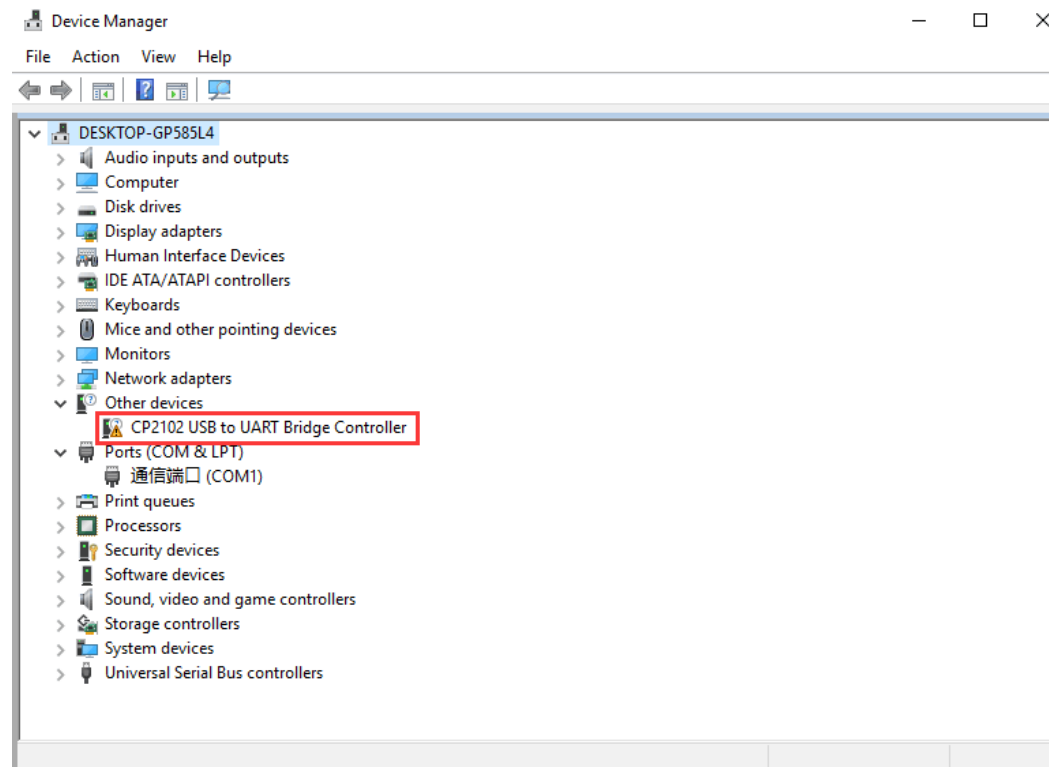 Device Manager
File Action View Help
DESKTOP-GP585L4
Audio inputs and outputs
Computer
Disk drives
Display adapters
Human Interface Devices
IDE ATA/ATAPI controllers
Keyboards
Mice and other pointing devices
Monitors
Network adapters
Other devices
CP2102 USB to UART Bridge Controller
Ports (COM & LPT)
通信端口 (COM1)
Print queues
Processors
Security devices
Software devices
Sound, video and game controllers
Storage controllers
System devices
Universal Serial Bus controllers